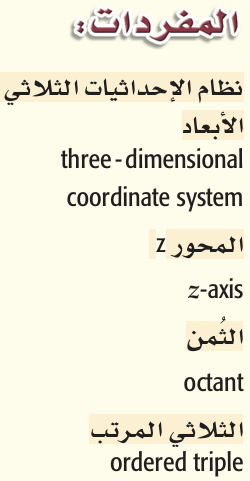 المفردات:
نظام الإحداثيات الثلاثي
الأبعاد
three-dimensional
coordinate system
المحور z
z-axis
الثُمن
octant
الثلاثي المرتب
ordered triple